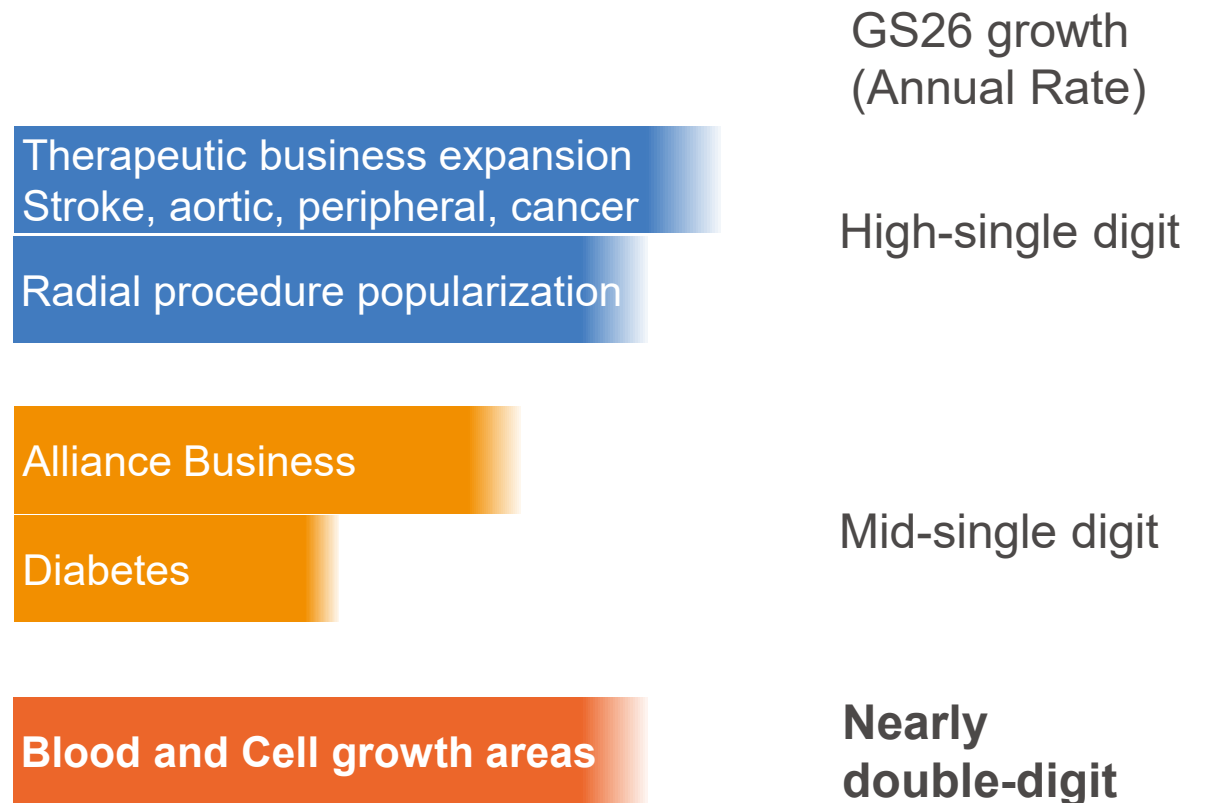 GS26 growth
(Annual Rate)
Therapeutic business expansion
Stroke, aortic, peripheral, cancer
High-single digit
Radial procedure popularization
Alliance Business
Mid-single digit
Diabetes
Blood and Cell growth areas
Nearly
double-digit